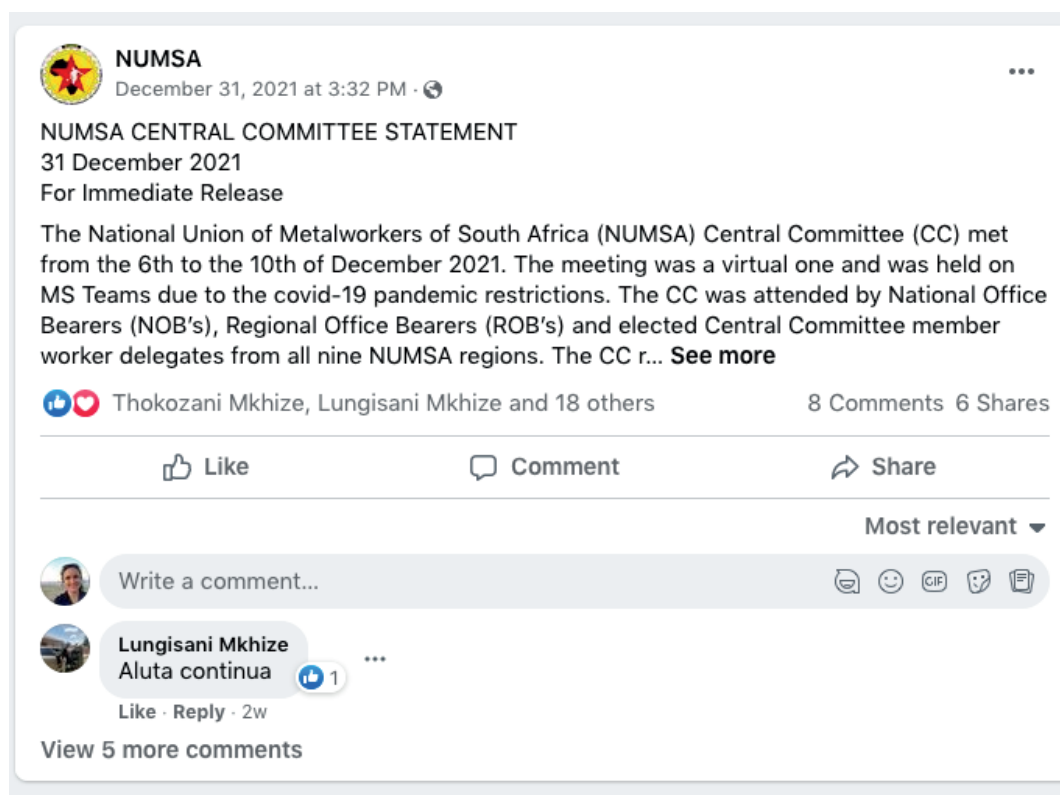 NUMSA
December 31, 2021 at 3:32 PM ·
NUMSA CENTRAL COMMITTEE STATEMENT
31 December 2021
For Immediate Release
The National Union of Metalworkers of South Africa (NUMSA) Central Committee (CC) met
from the 6th to the 10th of December 2021. The meeting was a virtual one and was held on
MS Teams due to the covid-19 pandemic restrictions. The CC was attended by National Office
Bearers (NOB's), Regional Office Bearers (ROB's) and elected Central Committee member
worker delegates from all nine NUMSA regions. The CC r... See more
Thokozani Mkhize, Lungisani Mkhize and 18 others 8 Comments 6 Shares
Like Comment Share
Most relevant
Write a comment... GIF
Lungisani Mkhize
Aluta continua 1
Like · Reply · 2w
View 5 more comments